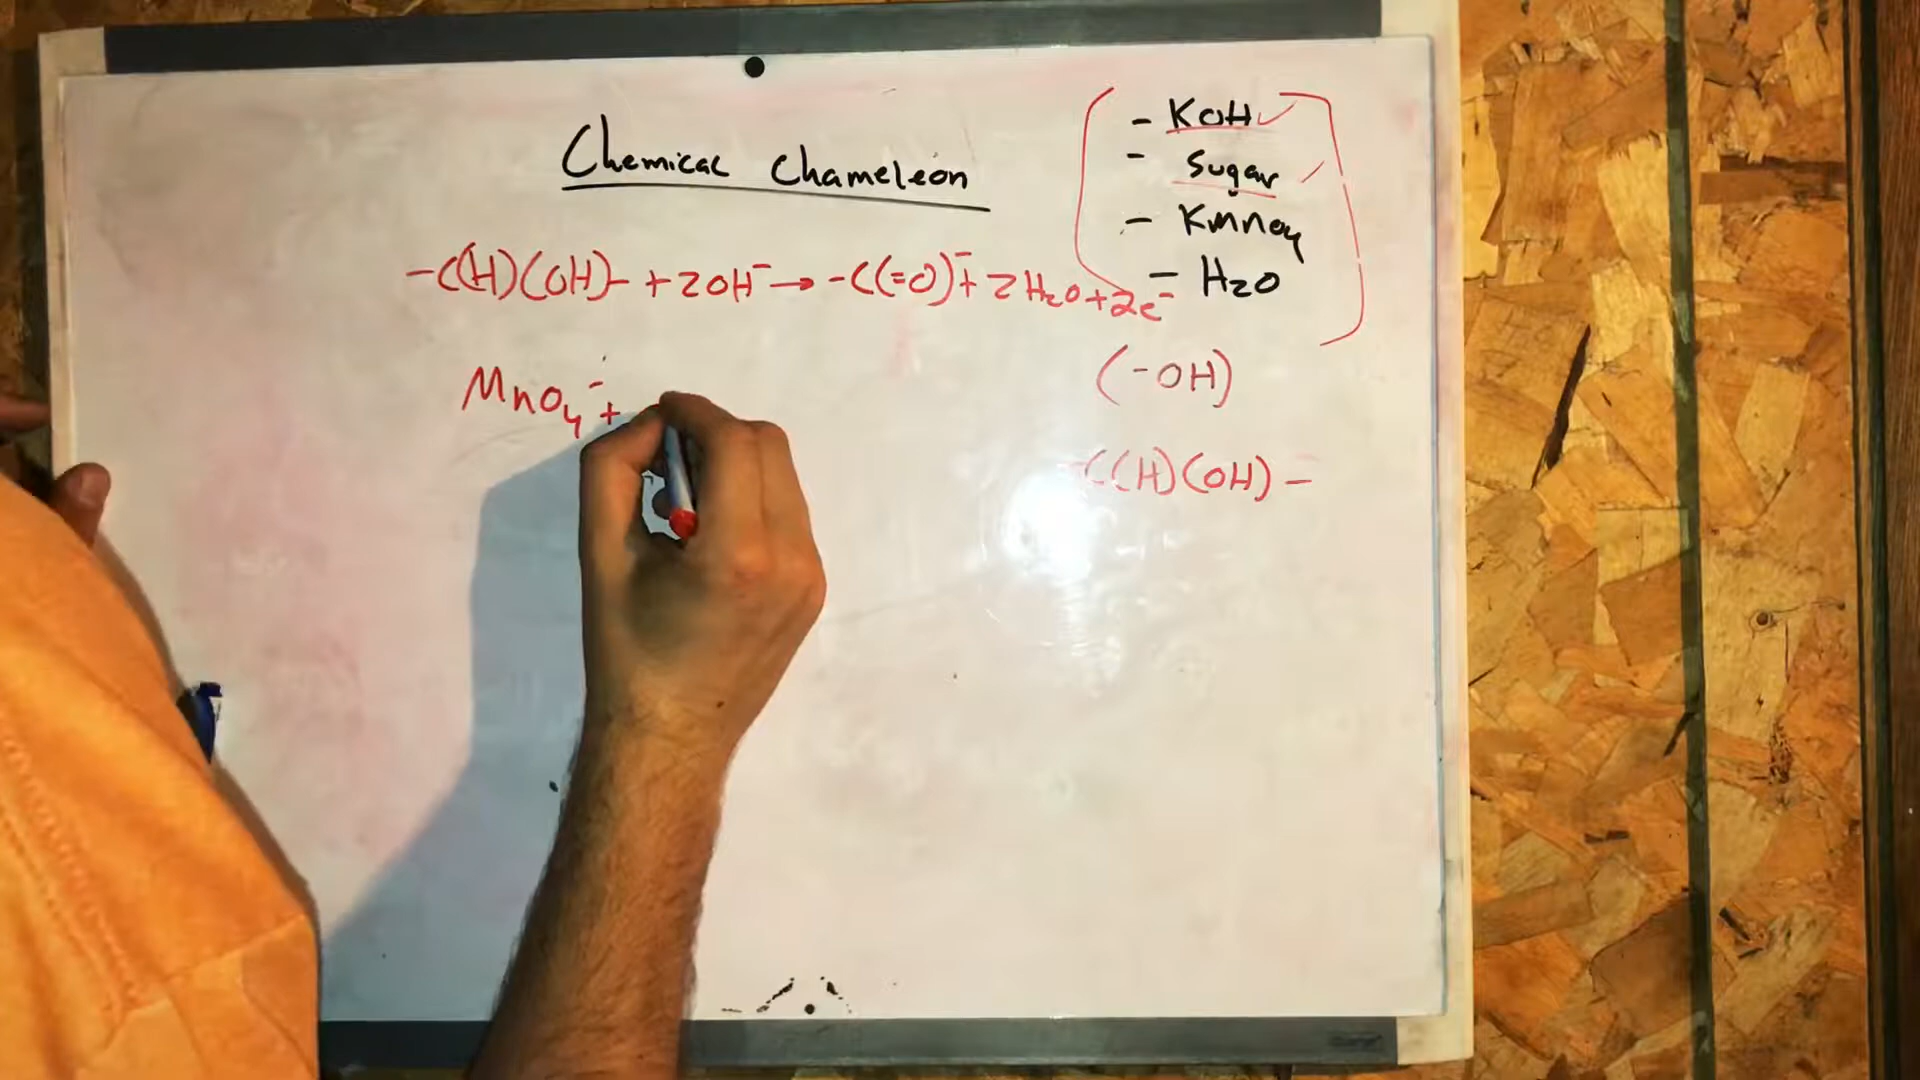 Chemical Chameleon
- KOH ✓
- Sugar
- KMnO4
- H2O
-C(H)(OH)- + 2OH⁻ → -C(=O)⁻ + 2H2O + 2e⁻
MnO4⁻ +
(-OH)
-C(H)(OH)-